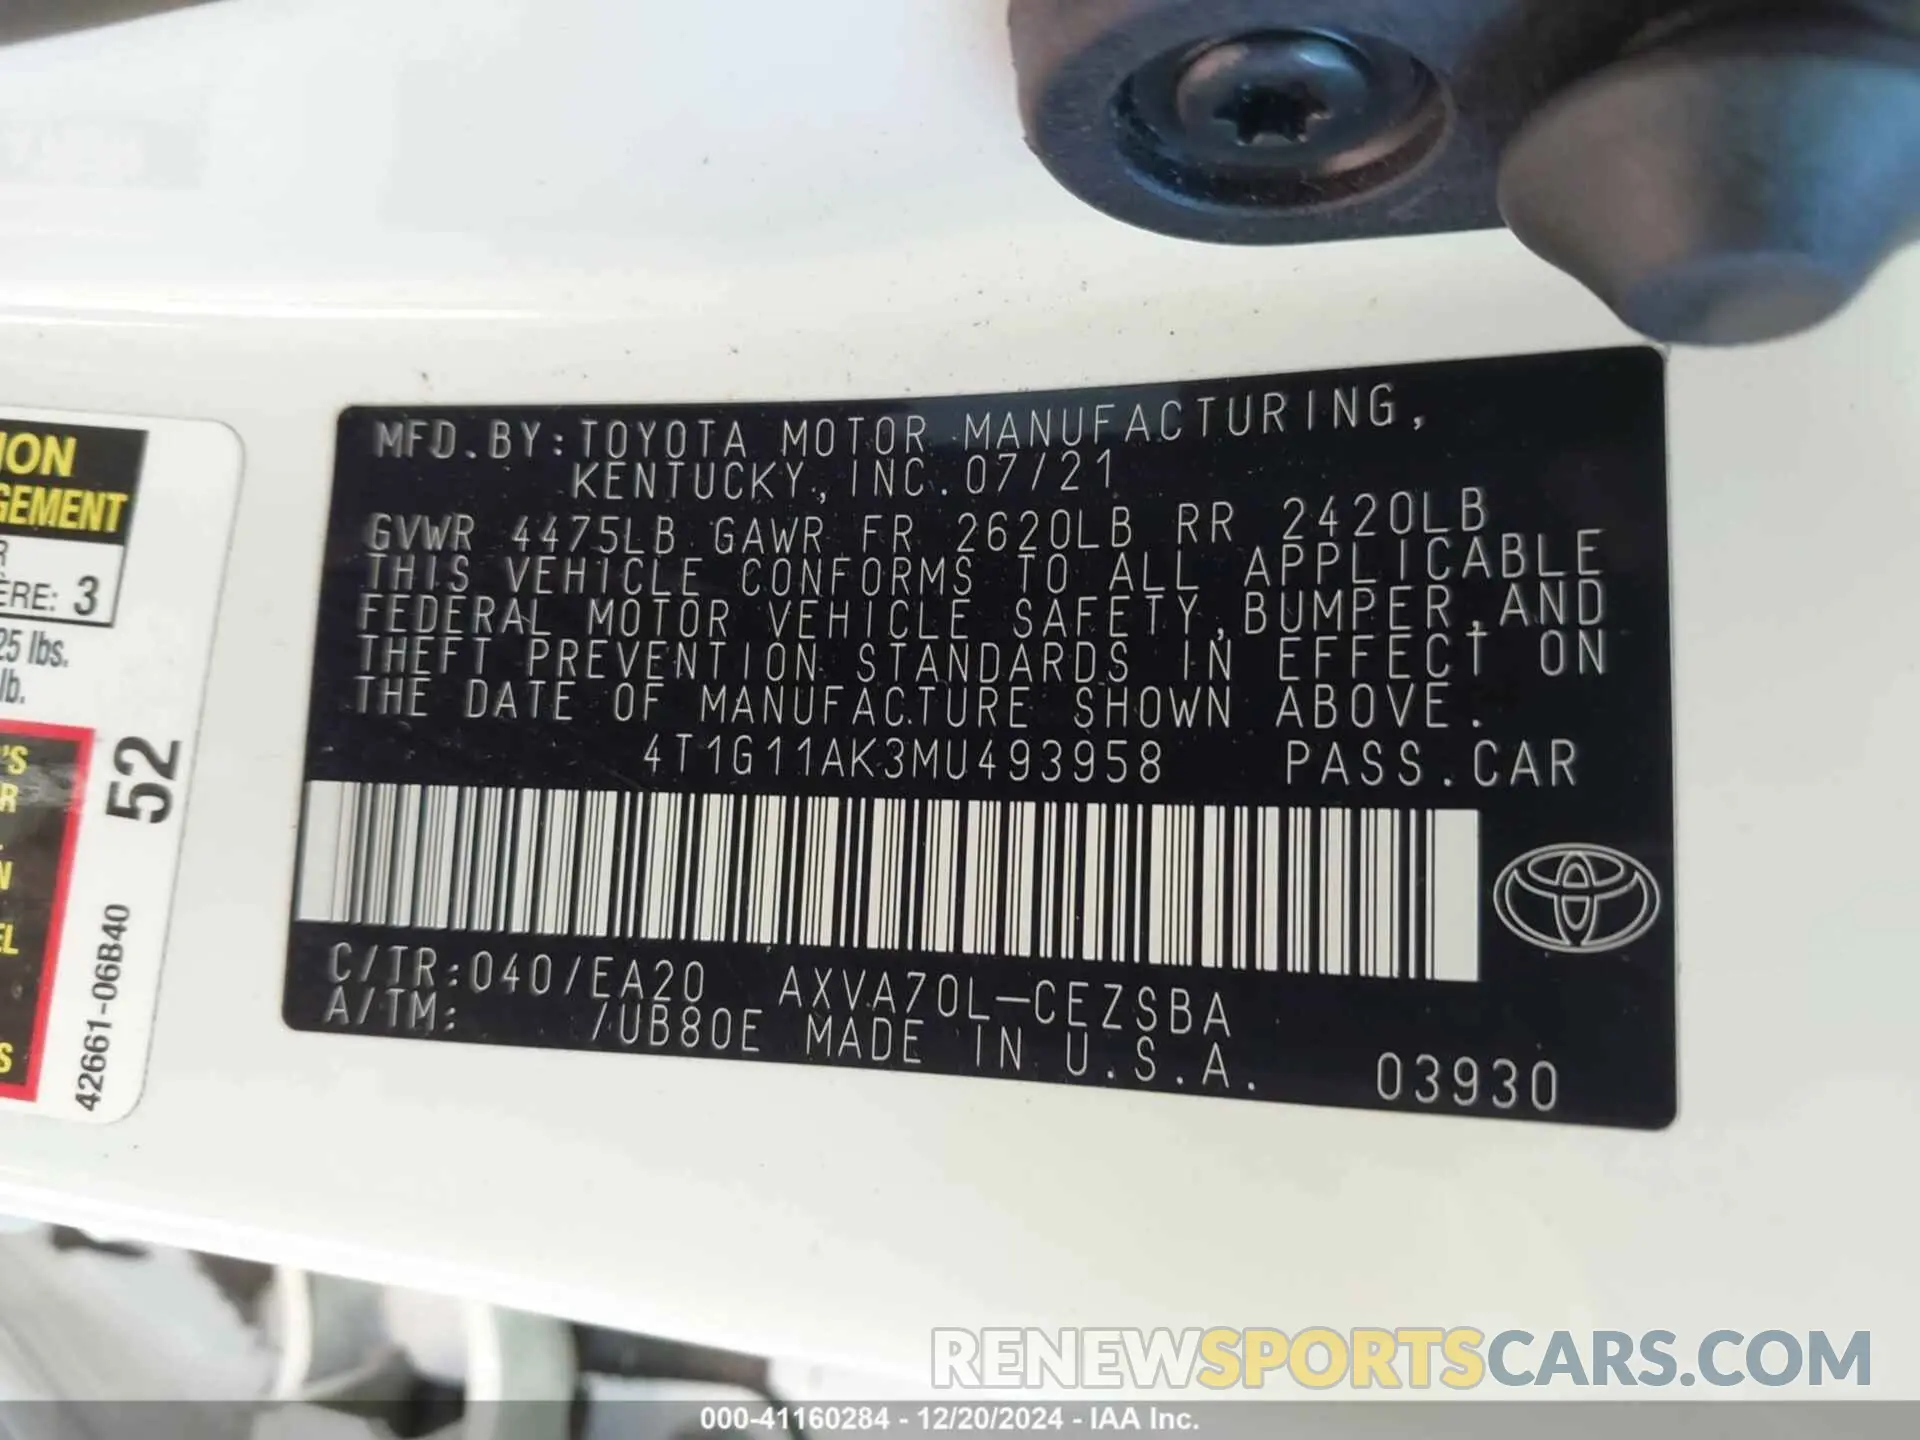 MFD.BY:TOYOTA MOTOR MANUFACTURING,
KENTUCKY, INC. 07/21
GVWR 4475LB GAWR FR 2620LB RR 2420LB
THIS VEHICLE CONFORMS TO ALL APPLICABLE
FEDERAL MOTOR VEHICLE SAFETY, BUMPER, AND
THEFT PREVENTION STANDARDS IN EFFECT ON
THE DATE OF MANUFACTURE SHOWN ABOVE.
4T1G11AK3MU493958 PASS.CAR
C/TR:040/EA20 AXVA70L-CEZSBA
A/TM: /UB80E MADE IN U.S.A.
03930
ION
GEMENT
R
ÈRE: 3
25 lbs.
lb.
'S
R
N
EL
S
52
42661-06B40
RENEWSPORTSCARS.COM
000-41160284 - 12/20/2024 - IAA Inc.